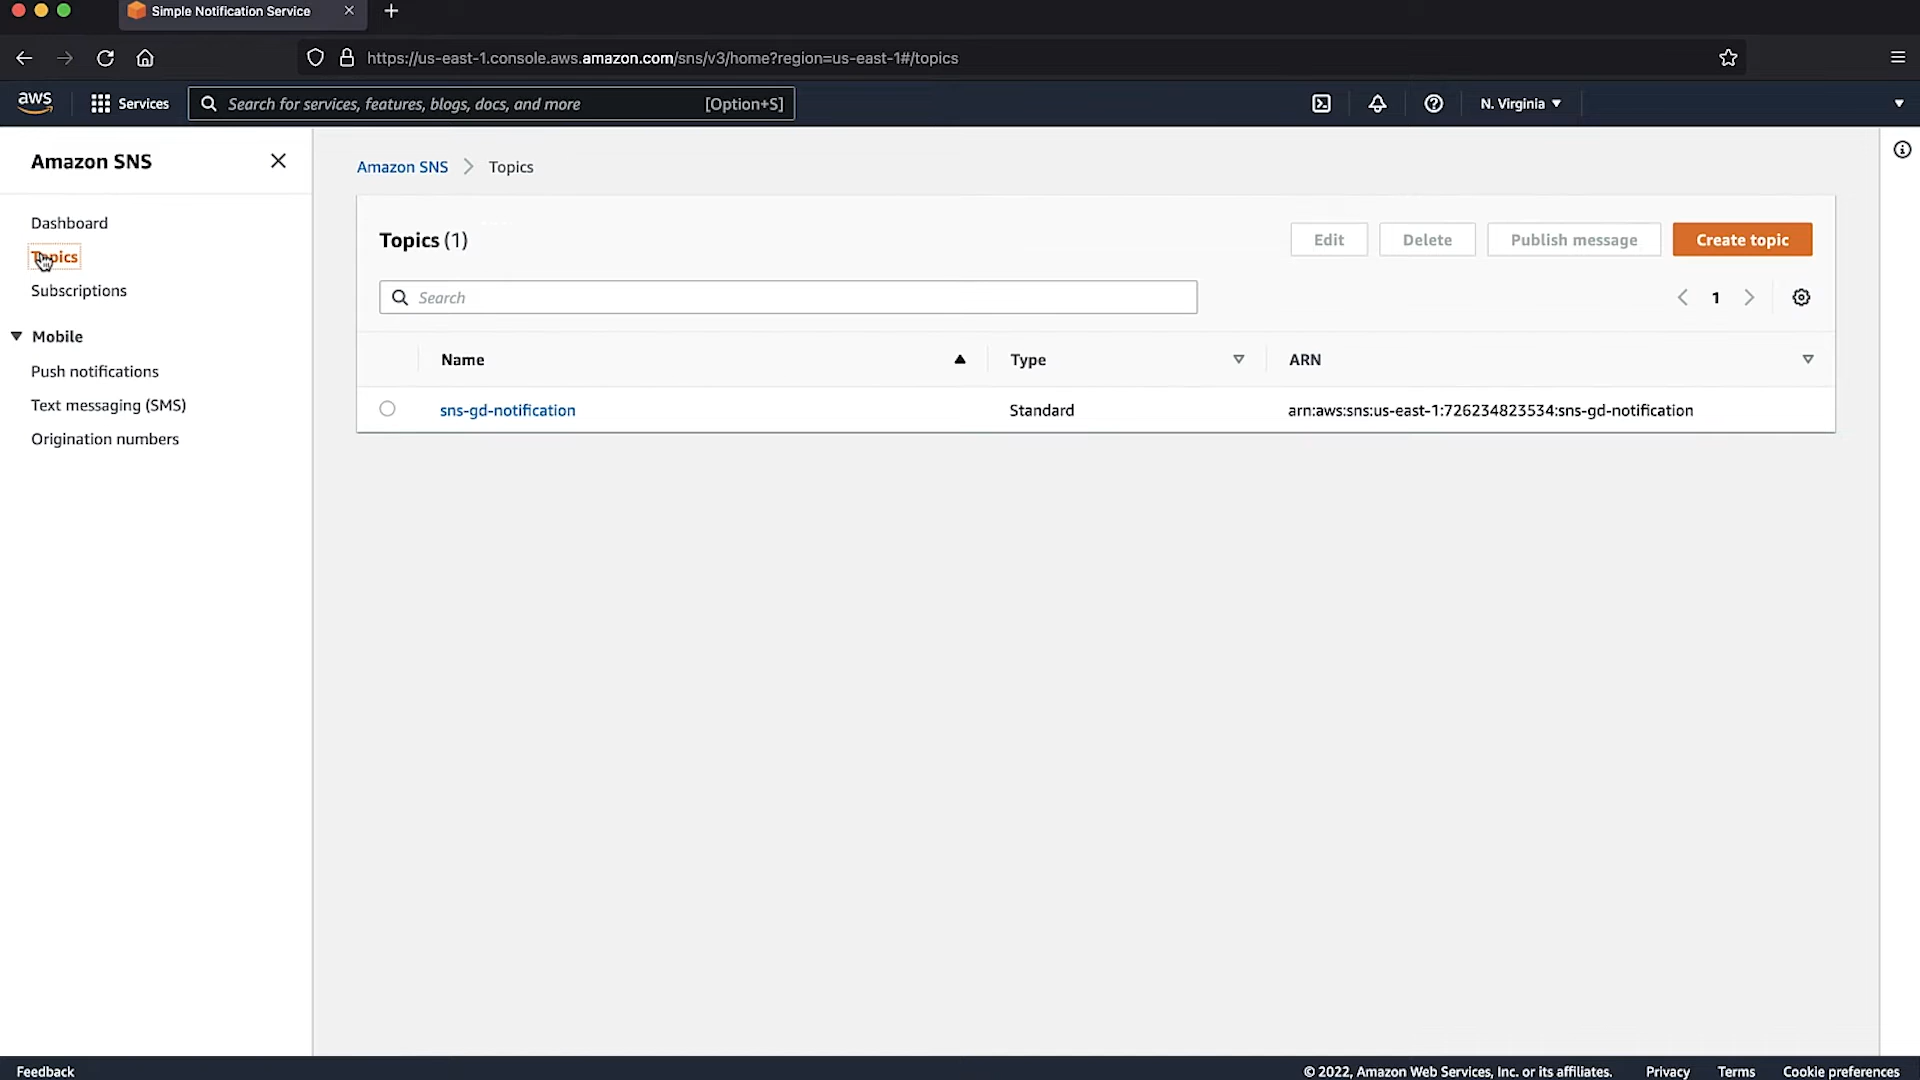 Simple Notification Service
https://us-east-1.console.aws.amazon.com/sns/v3/home?region=us-east-1#/topics
aws
Services
Search for services, features, blogs, docs, and more
[Option+S]
N. Virginia
Amazon SNS
Dashboard
Topics
Subscriptions
Mobile
Push notifications
Text messaging (SMS)
Origination numbers
Amazon SNS
Topics
Topics (1)
Edit
Delete
Publish message
Create topic
Search
1
Name
Type
ARN
sns-gd-notification
Standard
arn:aws:sns:us-east-1:726234823534:sns-gd-notification
Feedback
© 2022, Amazon Web Services, Inc. or its affiliates.
Privacy
Terms
Cookie preferences